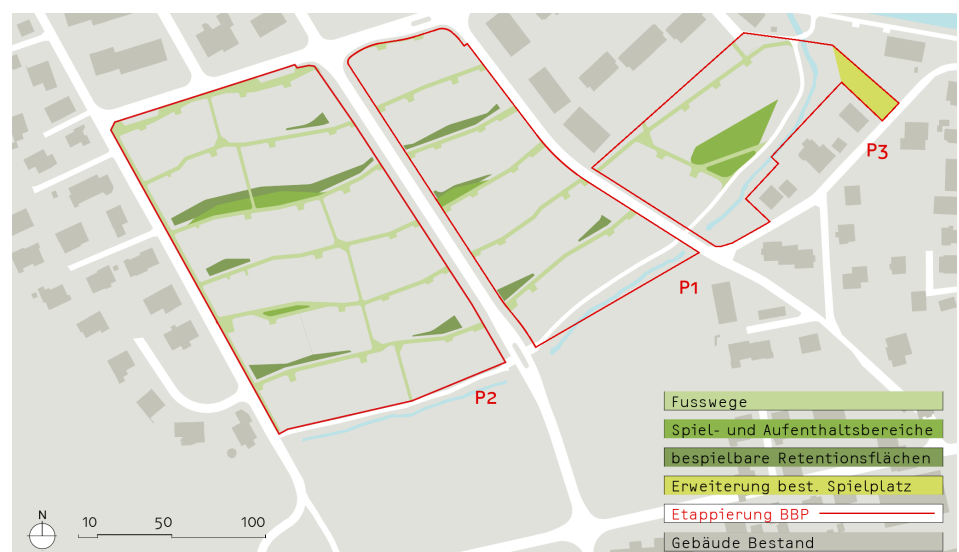 P3
P1
P2
Fusswege
Spiel- und Aufenthaltsbereiche
bespielbare Retentionsflächen
Erweiterung best. Spielplatz
Etappierung BBP
Gebäude Bestand
N
10 50 100